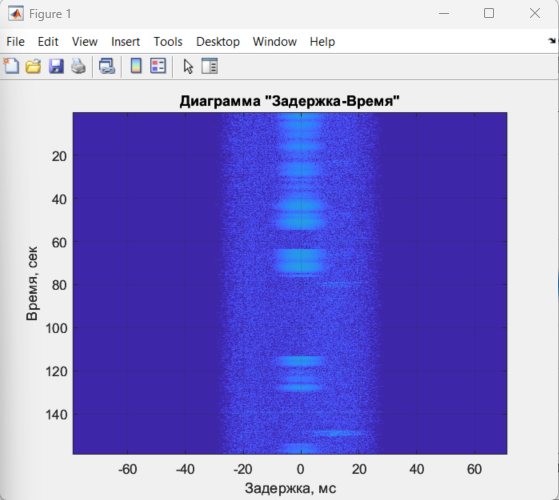 Figure 1
File Edit View Insert Tools Desktop Window Help
Диаграмма "Задержка-Время"
20
40
60
80
100
120
140
Время, сек
-60 -40 -20 0 20 40 60
Задержка, мс